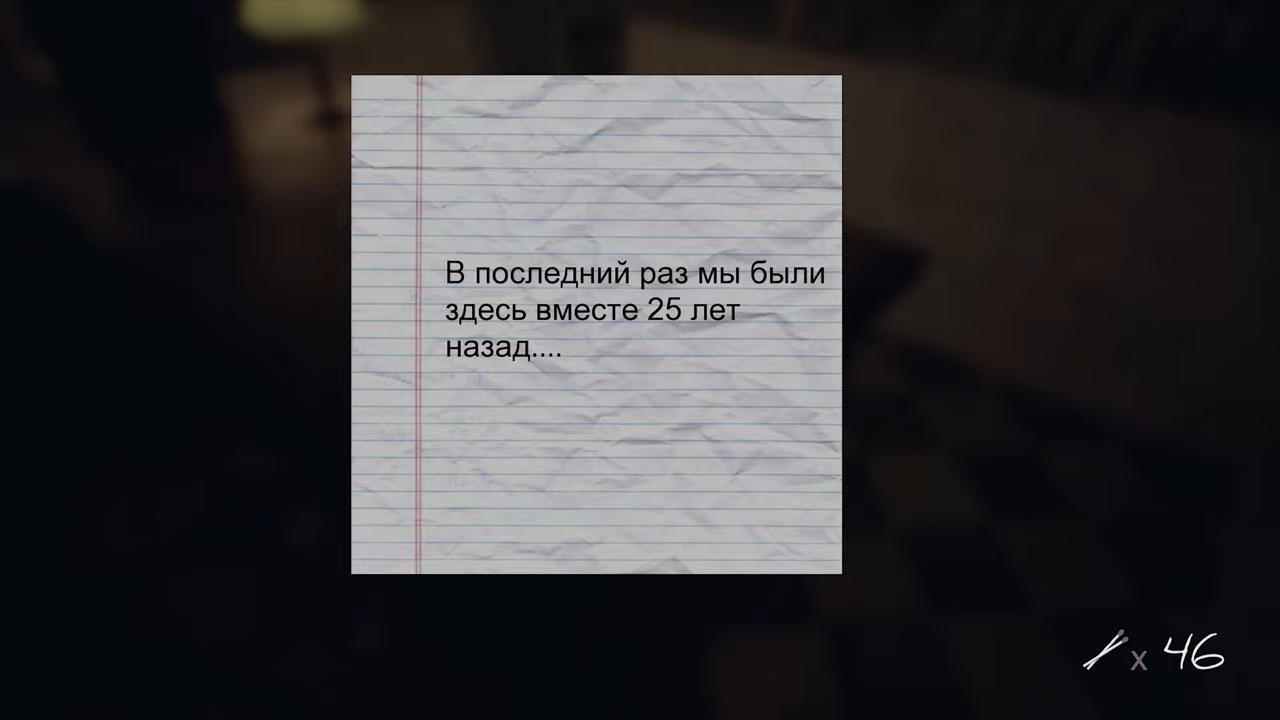 В последний раз мы были
здесь вместе 25 лет
назад....
x 46